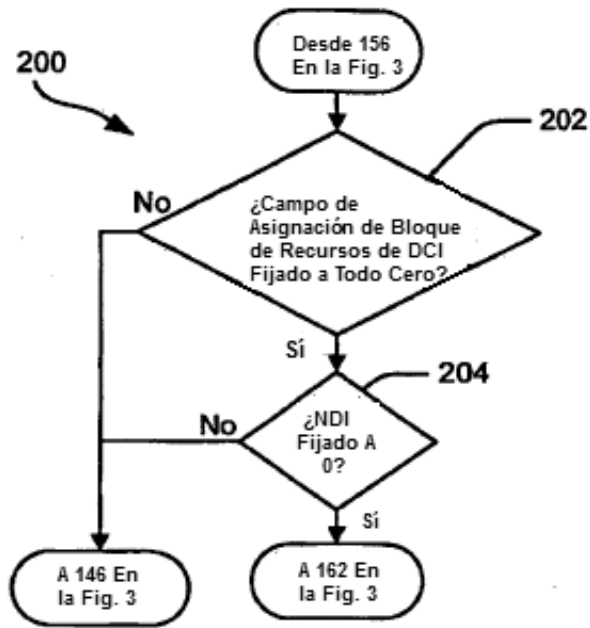 Desde 156
En la Fig. 3
200
202
No
¿Campo de
Asignación de Bloque
de Recursos de DCI
Fijado a Todo Cero?
Sí
204
No
¿NDI
Fijado A
0?
Sí
A 146 En
la Fig. 3
A 162 En
la Fig. 3